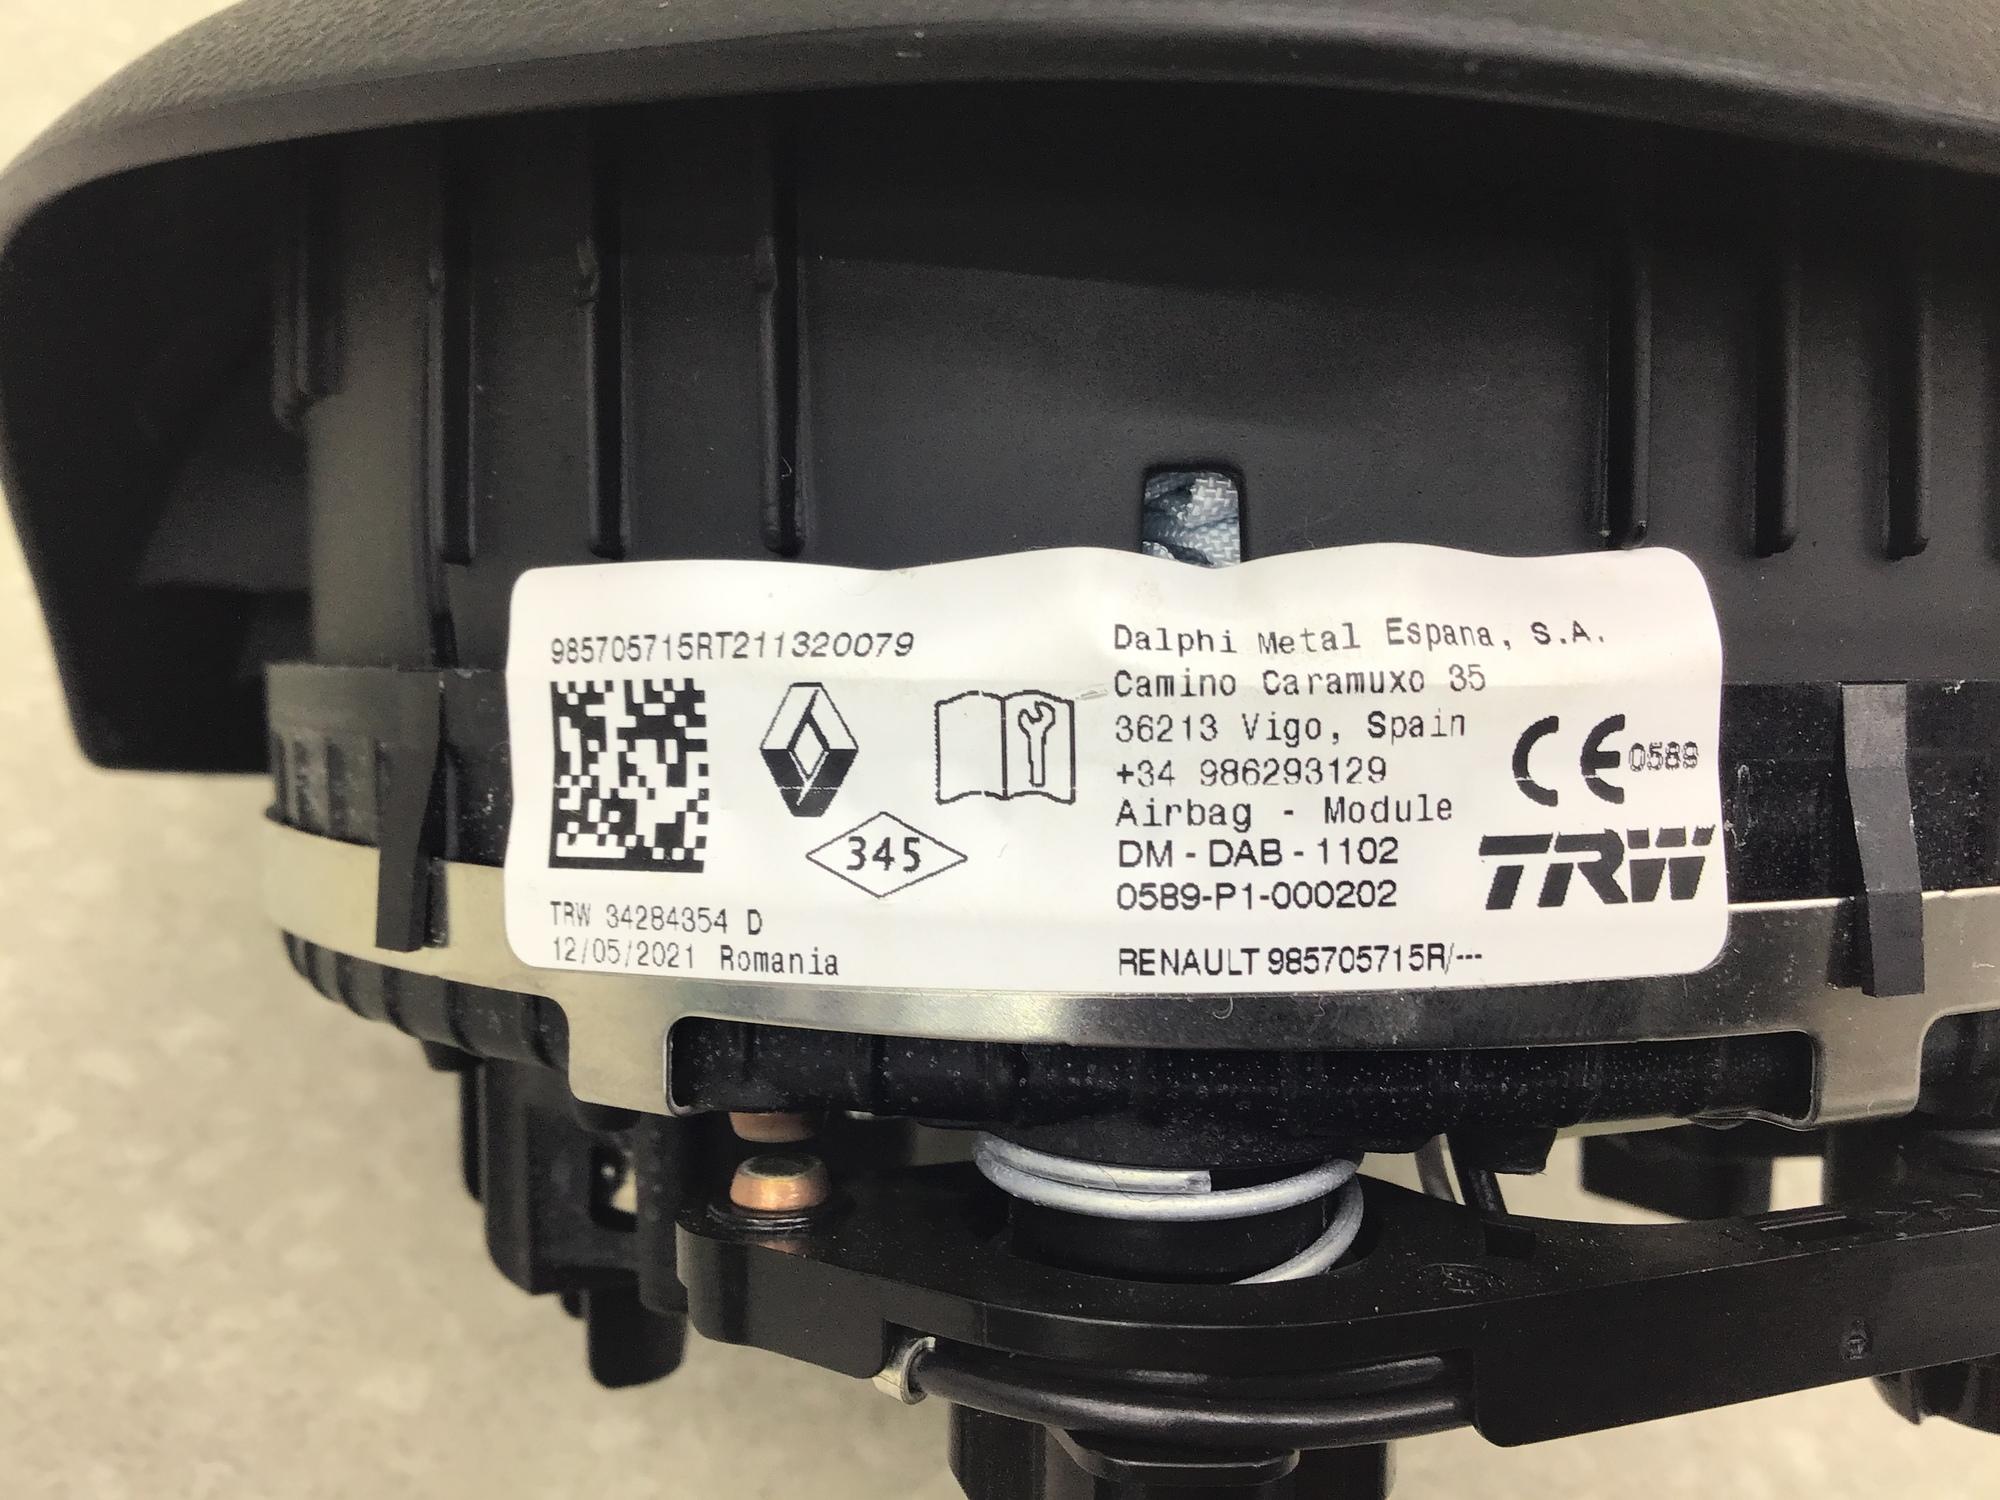 985705715RT211320079
345
TRW 34284354 D
12/05/2021 Romania
Dalphi Metal Espana, S.A.
Camino Caramuxo 35
36213 Vigo, Spain
+34 986293129
Airbag - Module
DM - DAB - 1102
0589-P1-000202
RENAULT 985705715R/---
CE 0589
TRW